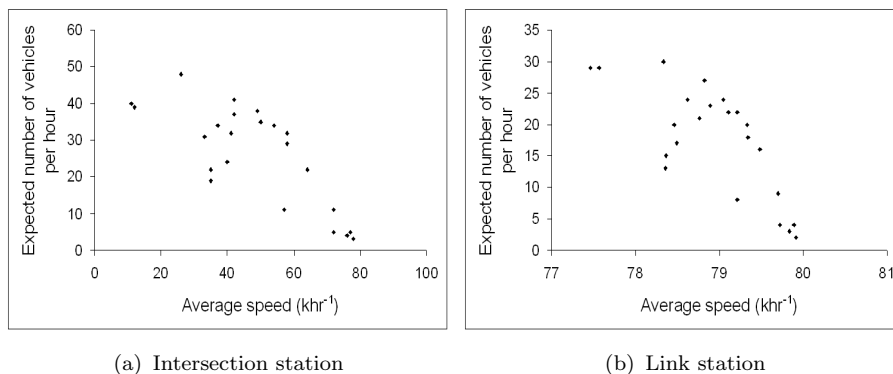 Expected number of vehicles
per hour
60
50
40
30
20
10
0
0 20 40 60 80 100
Average speed (khr⁻¹)
(a) Intersection station
Expected number of vehicles
per hour
35
30
25
20
15
10
5
0
77 78 79 80 81
Average speed (khr⁻¹)
(b) Link station